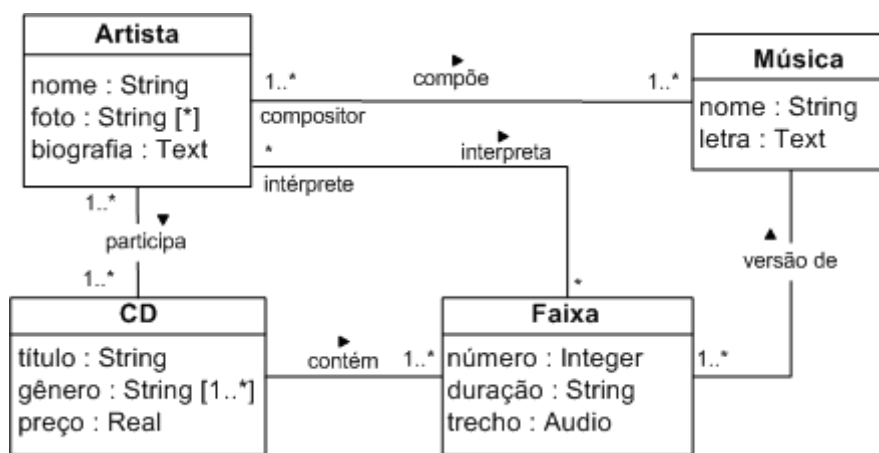 Artista
nome : String
foto : String [*]
biografia : Text
1..*
compõe
1..*
compositor
*
interpreta
intérprete
Música
nome : String
letra : Text
1..*
participa
1..*
versão de
CD
título : String
gênero : String [1..*]
preço : Real
contém
1..*
*
Faixa
número : Integer
duração : String
trecho : Audio
1..*